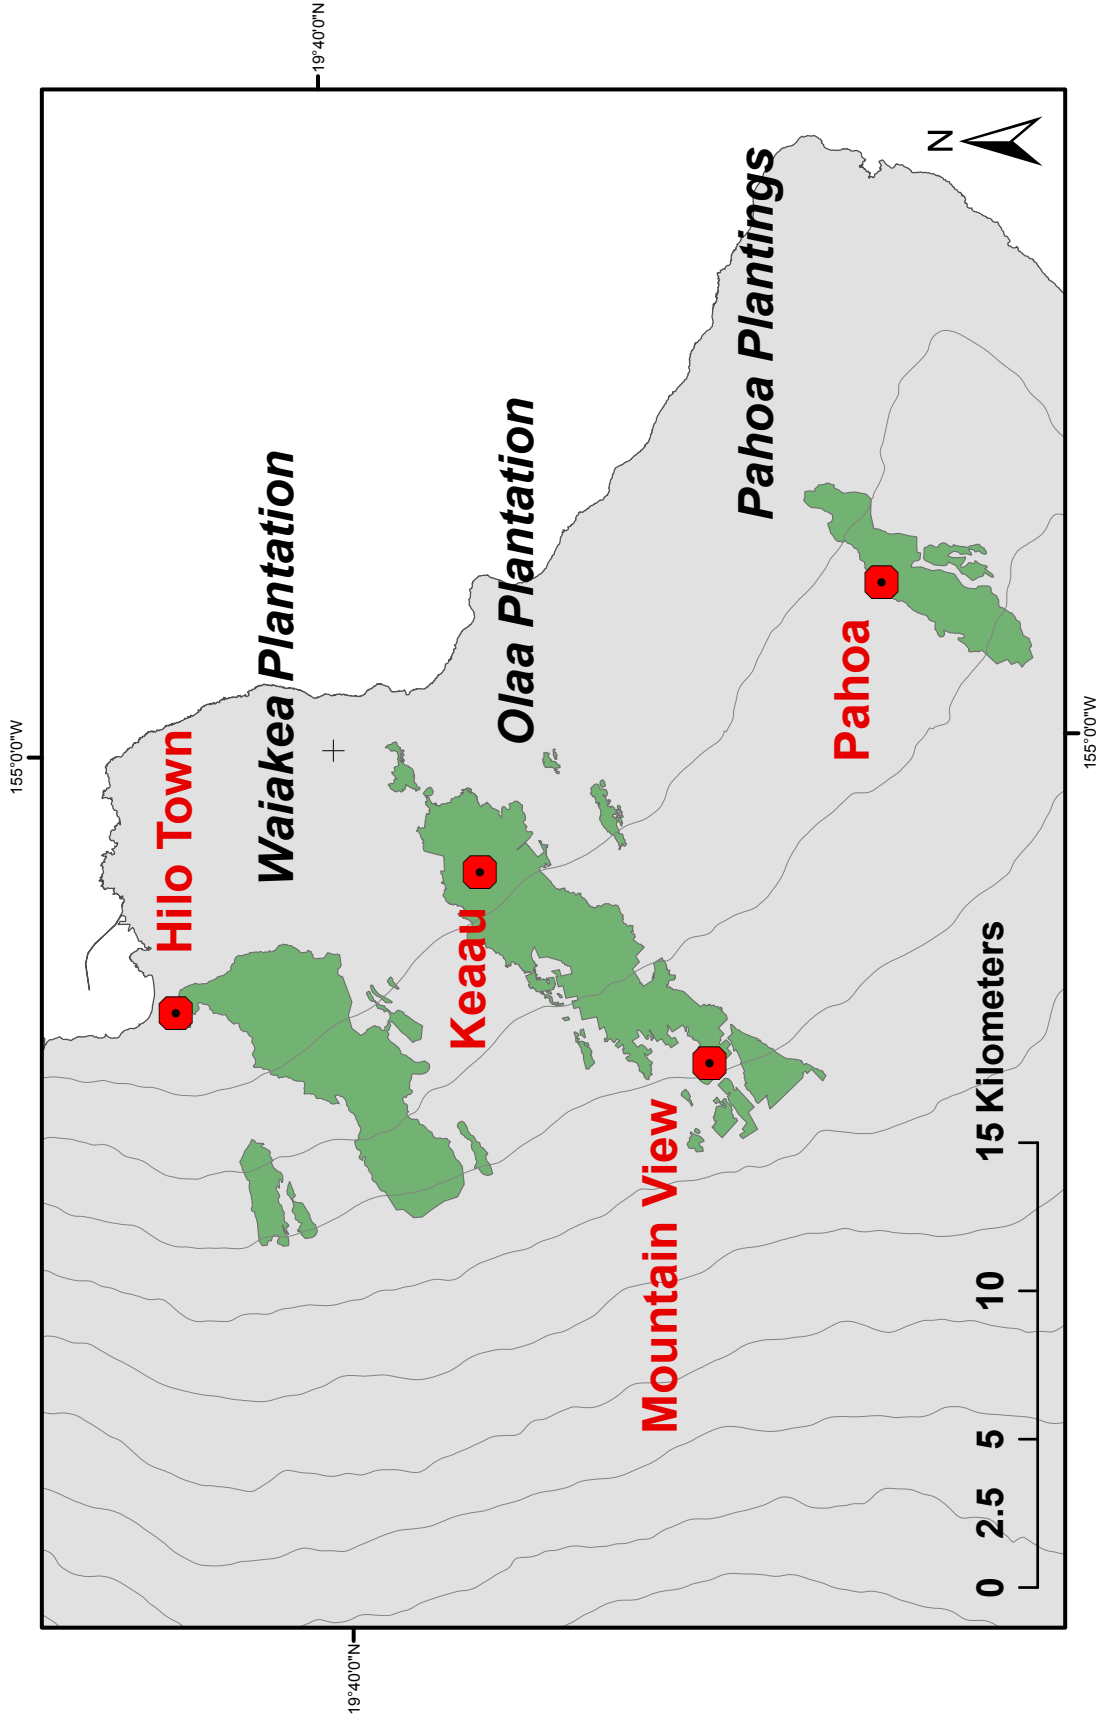 155°0'0"W
19°40'0"N
Hilo Town
Waiakea Plantation
Keaau
Olaa Plantation
Mountain View
Pahoa Plantings
Pahoa
N
0 2.5 5 10 15 Kilometers
19°40'0"N
155°0'0"W